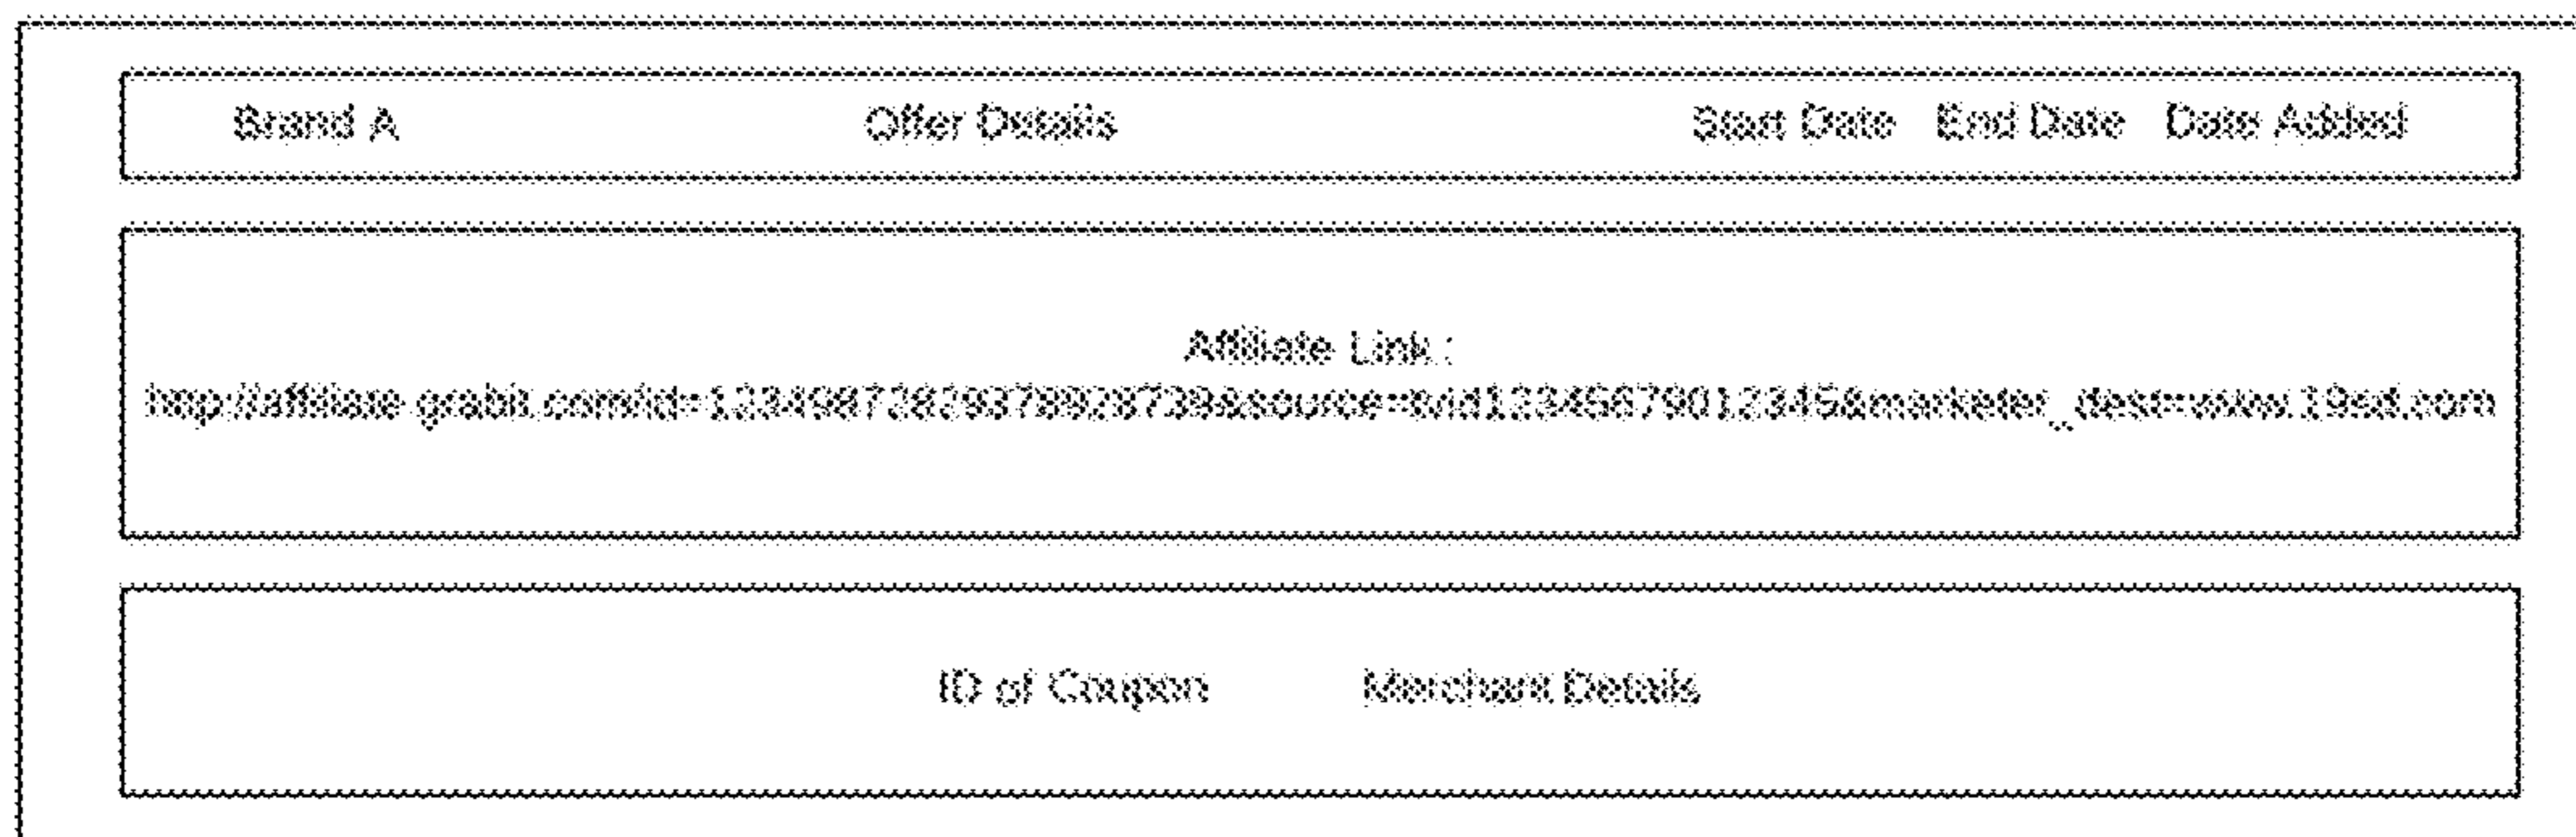 Brand A Offer Details Start Date End Date Date Added
Affiliate Link:
ID of Coupon Merchant Details